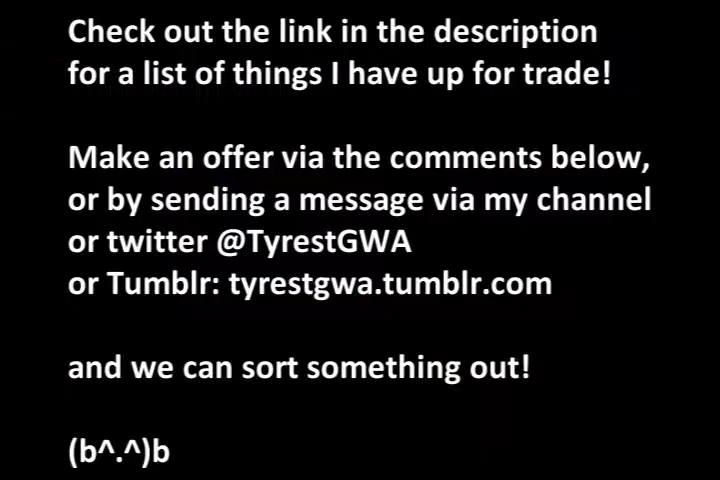 Check out the link in the description
for a list of things I have up for trade!
Make an offer via the comments below,
or by sending a message via my channel
or twitter @TyrestGWA
or Tumblr: tyrestgwa.tumblr.com
and we can sort something out!
(b^.^)b